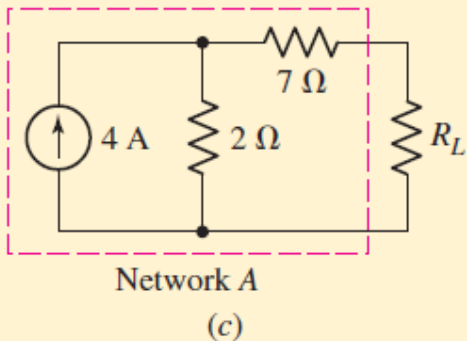 7 Ω
4 A
2 Ω
R_L
Network A
(c)